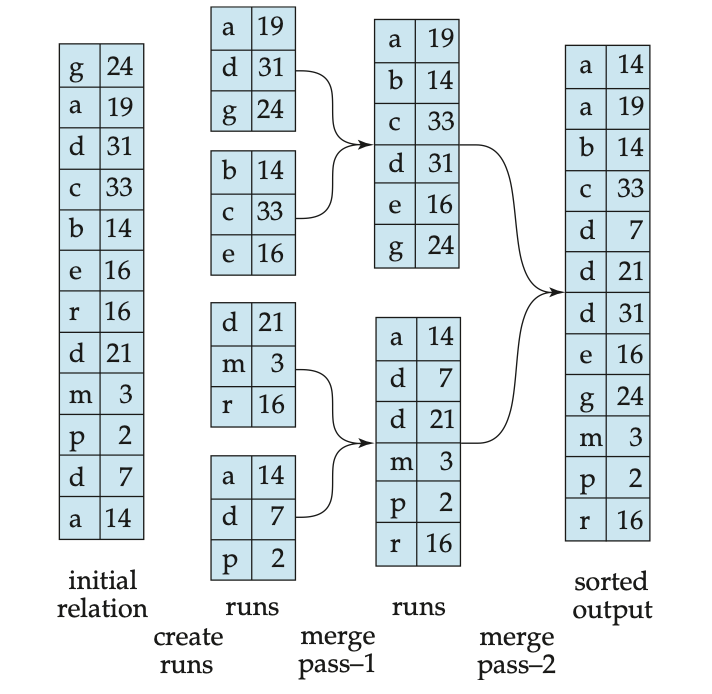 g 24
a 19
d 31
c 33
b 14
e 16
r 16
d 21
m 3
p 2
d 7
a 14
initial
relation
a 19
d 31
g 24
b 14
c 33
e 16
d 21
m 3
r 16
a 14
d 7
p 2
runs
create
runs
a 19
b 14
c 33
d 31
e 16
g 24
a 14
d 7
d 21
m 3
p 2
r 16
runs
merge
pass–1
a 14
a 19
b 14
c 33
d 7
d 21
d 31
e 16
g 24
m 3
p 2
r 16
sorted
output
merge
pass–2